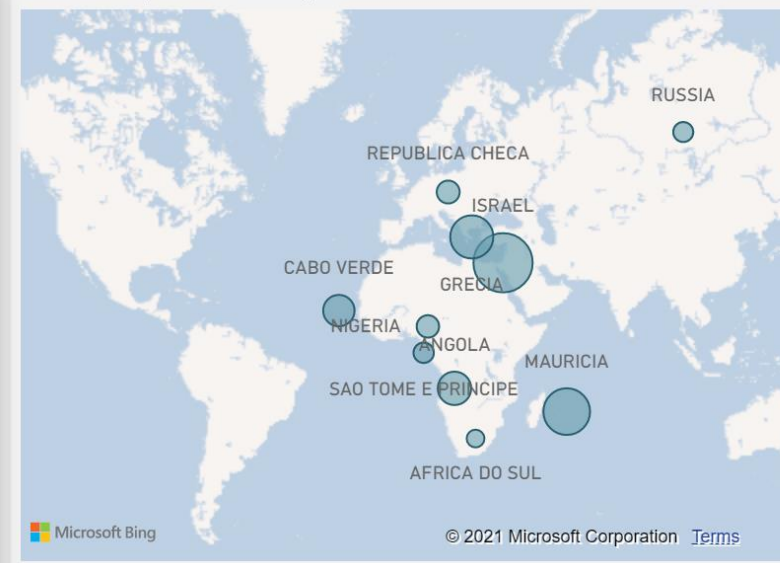 RUSSIA
REPUBLICA CHECA
ISRAEL
CABO VERDE
GRECIA
NIGERIA
ANGOLA
MAURICIA
SAO TOME E PRINCIPE
AFRICA DO SUL
Microsoft Bing
© 2021 Microsoft Corporation Terms